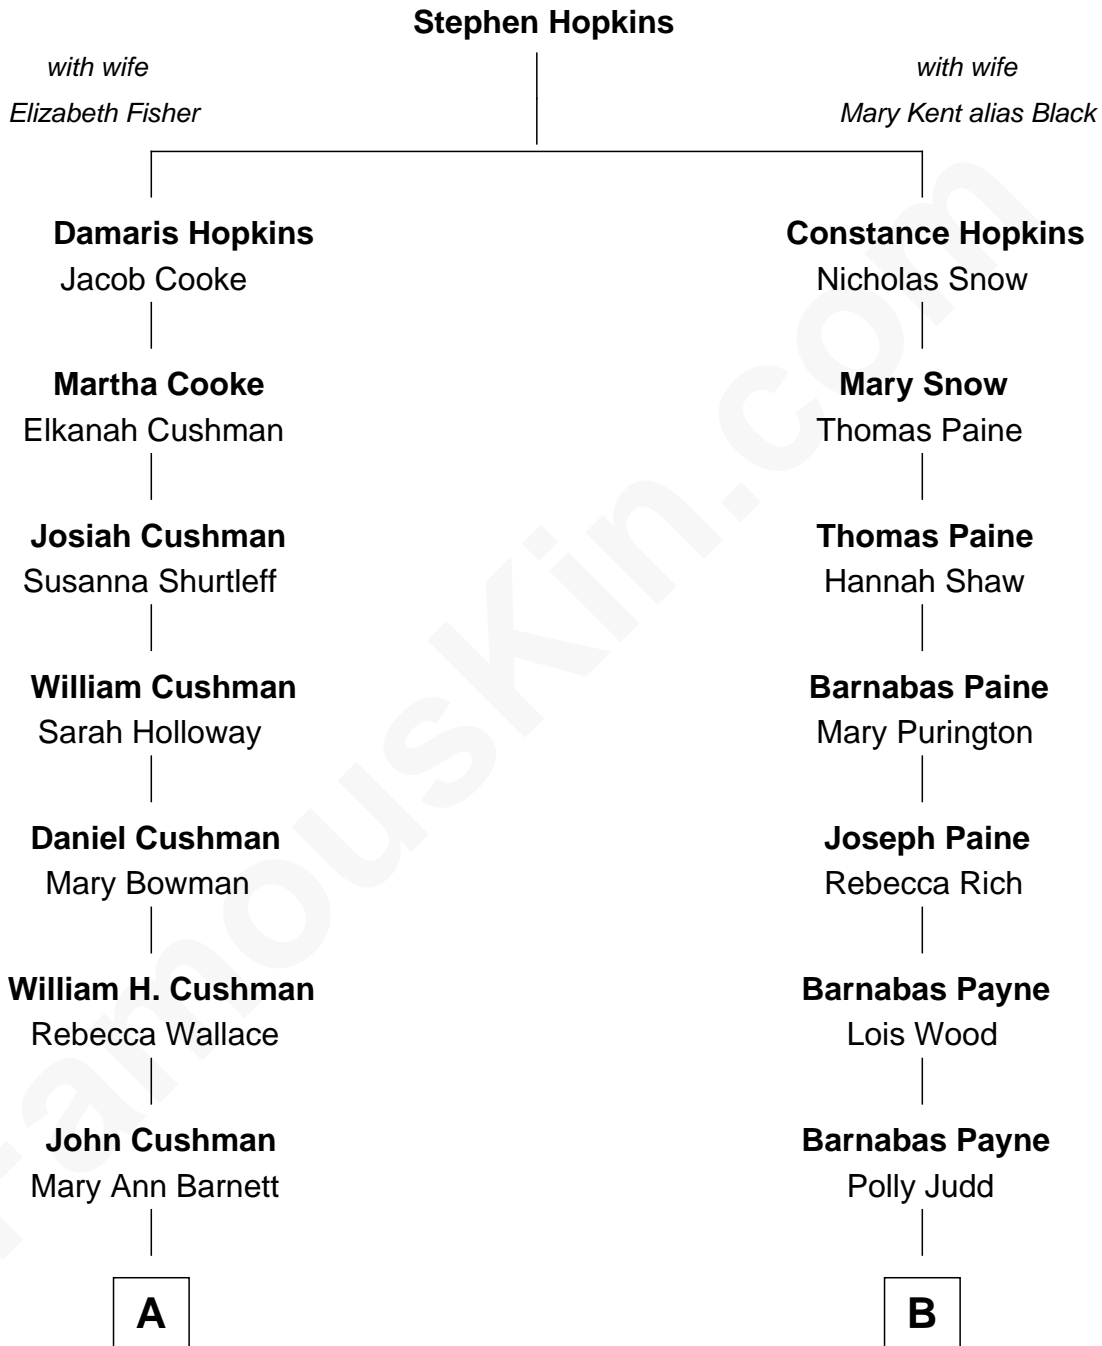 Stephen Hopkins
with wife
Elizabeth Fisher
with wife
Mary Kent alias Black
Damaris Hopkins
Jacob Cooke
Constance Hopkins
Nicholas Snow
Martha Cooke
Elkanah Cushman
Mary Snow
Thomas Paine
Josiah Cushman
Susanna Shurtleff
Thomas Paine
Hannah Shaw
William Cushman
Sarah Holloway
Barnabas Paine
Mary Purington
Daniel Cushman
Mary Bowman
Joseph Paine
Rebecca Rich
William H. Cushman
Rebecca Wallace
Barnabas Payne
Lois Wood
John Cushman
Mary Ann Barnett
Barnabas Payne
Polly Judd
A
B
FamousKin.com